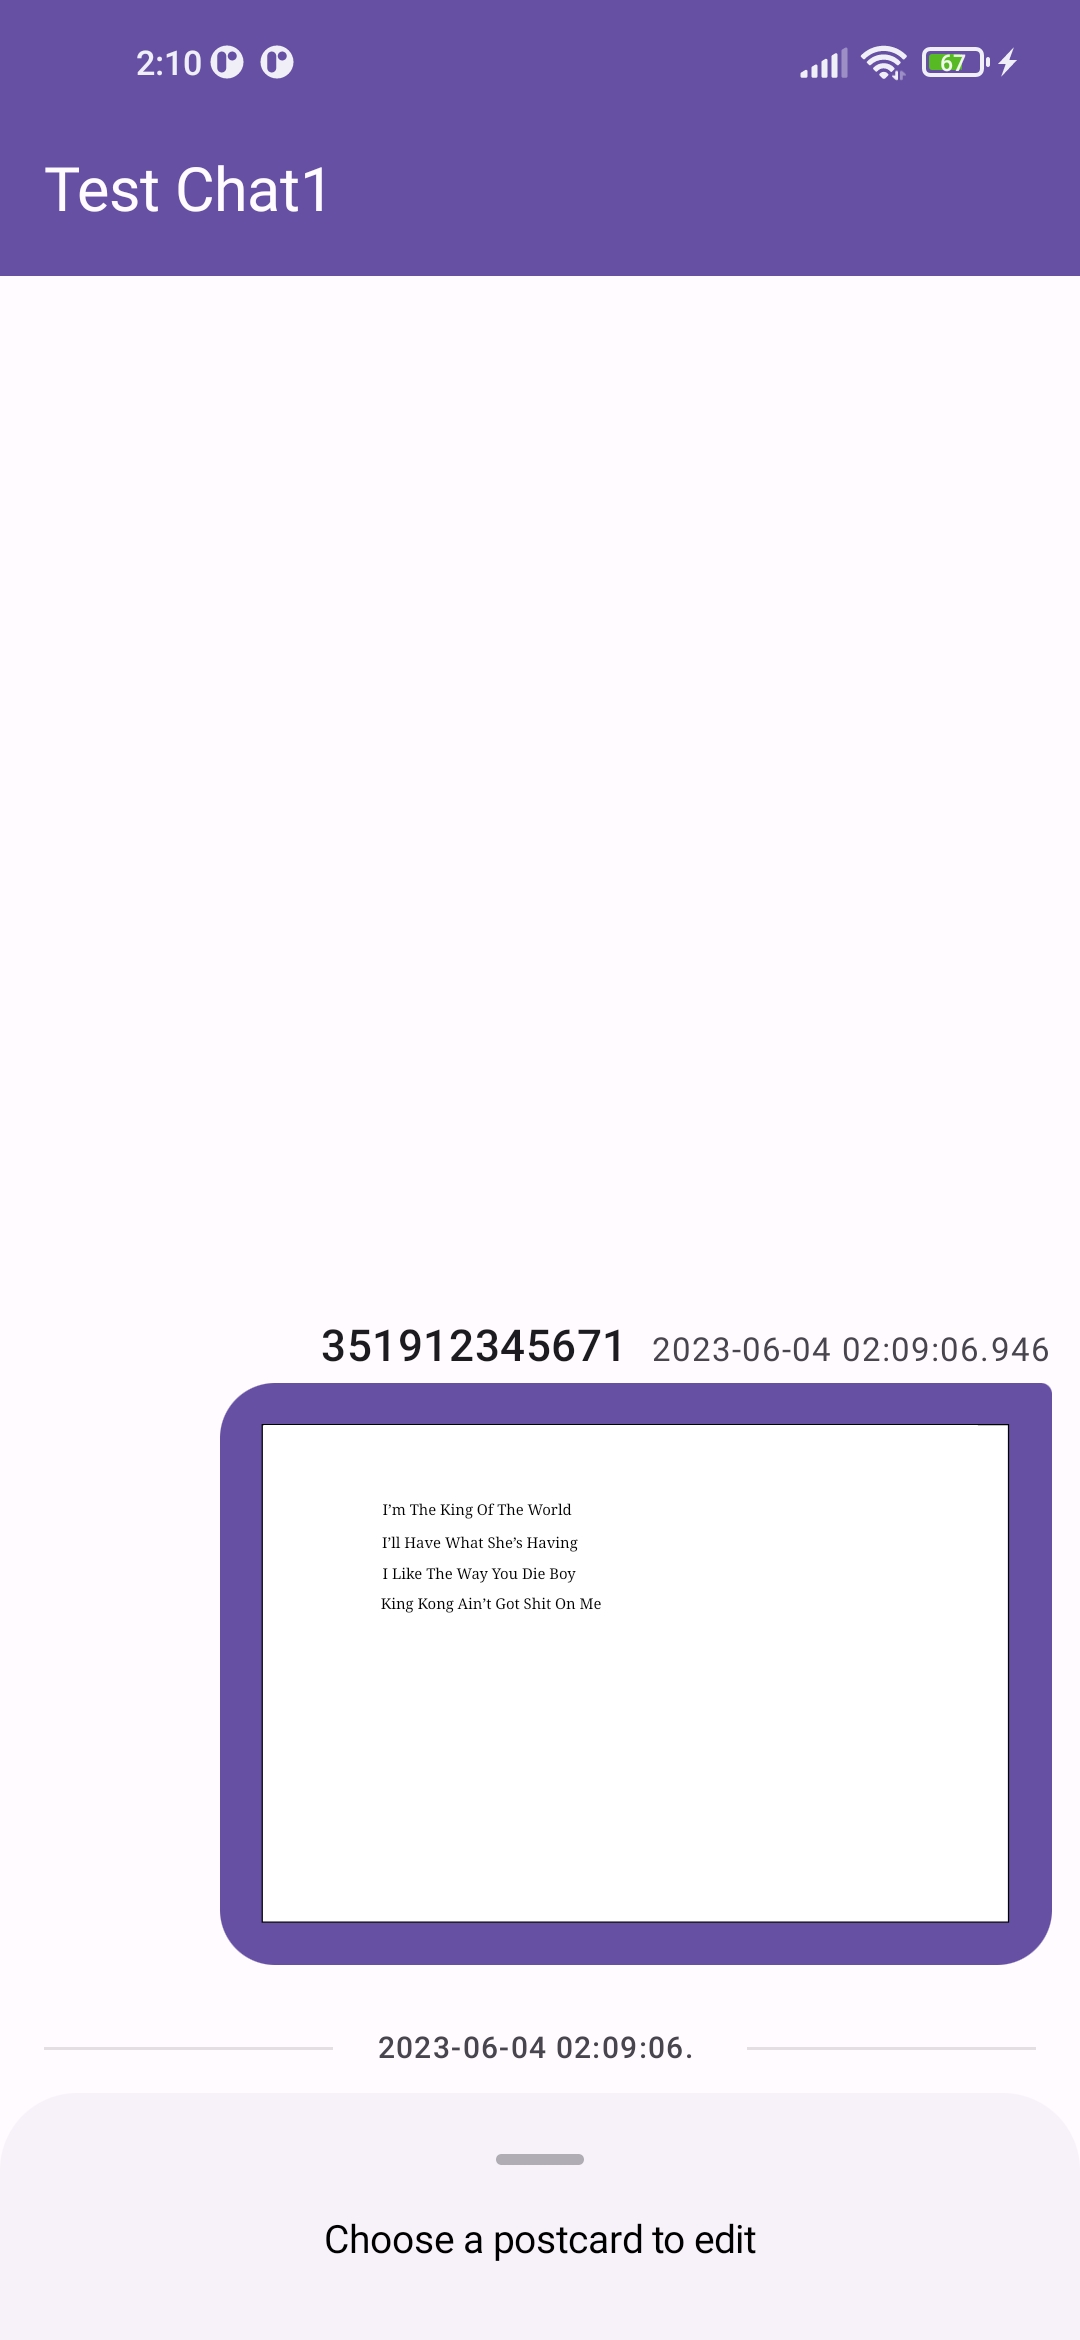 2:10
67
Test Chat1
351912345671 2023-06-04 02:09:06.946
I’m The King Of The World
I’ll Have What She’s Having
I Like The Way You Die Boy
King Kong Ain’t Got Shit On Me
2023-06-04 02:09:06.
Choose a postcard to edit